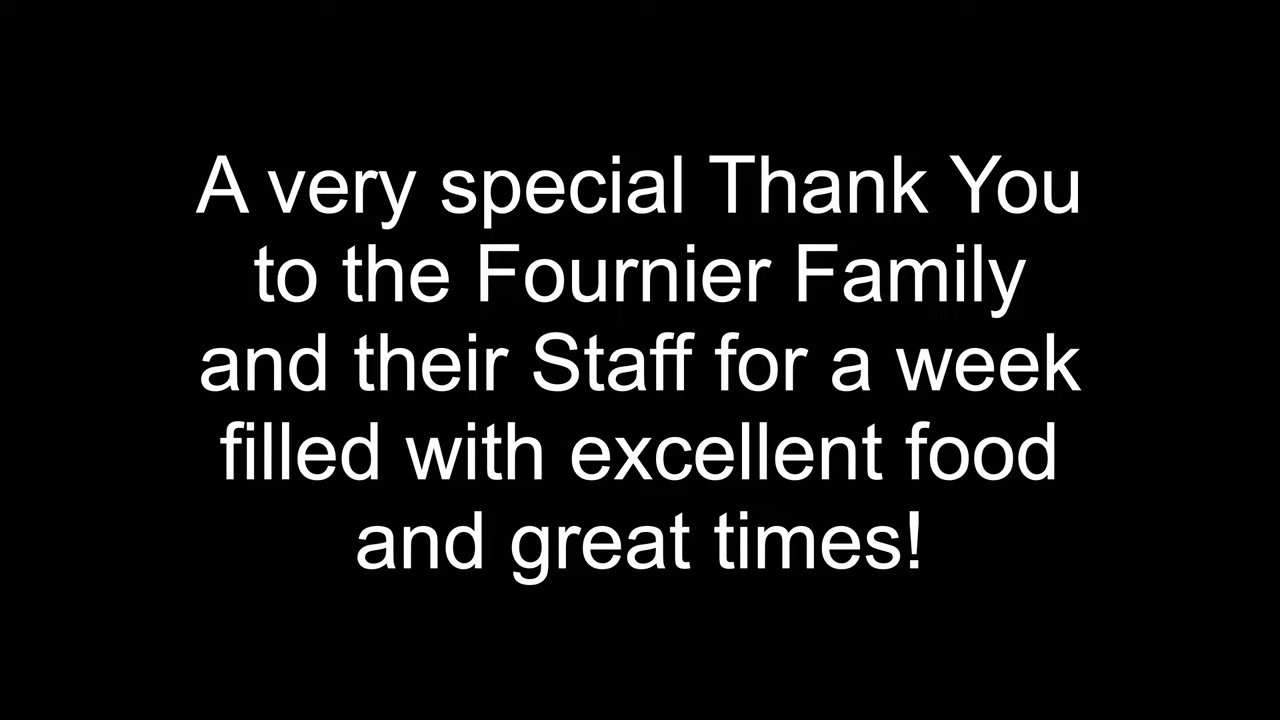 A very special Thank You
to the Fournier Family
and their Staff for a week
filled with excellent food
and great times!